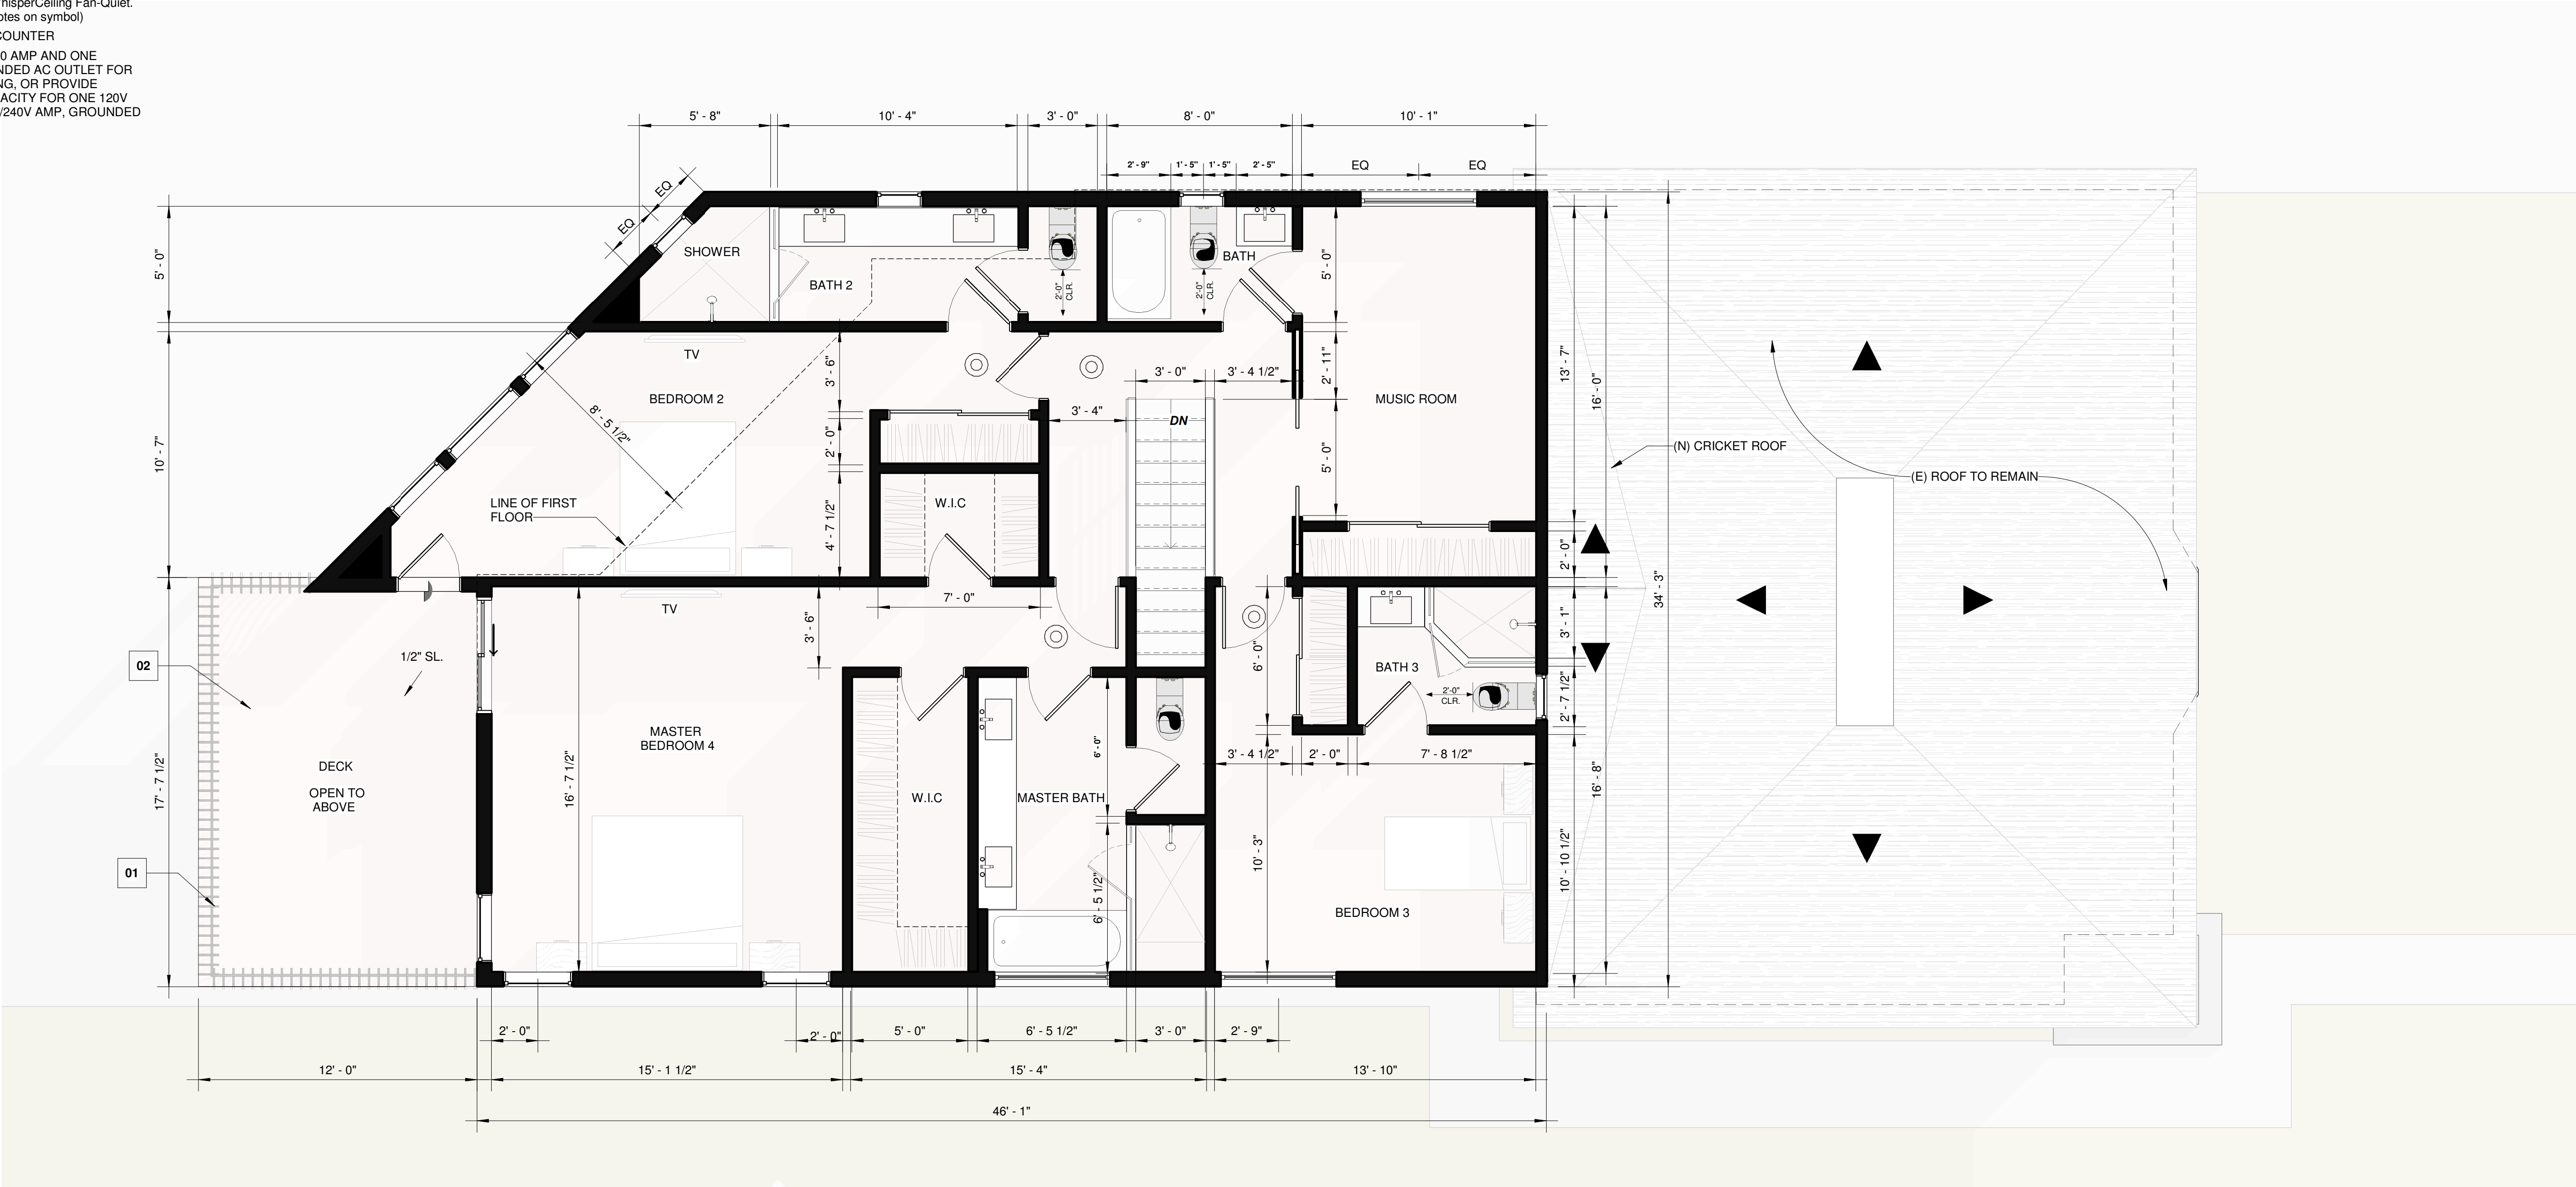 hisperCeiling Fan-Quiet.
otes on symbol)
COUNTER
0 AMP AND ONE
NDED AC OUTLET FOR
NG, OR PROVIDE
ACITY FOR ONE 120V
/240V AMP, GROUNDED
5' - 8"
10' - 4"
3' - 0"
8' - 0"
10' - 1"
2' - 9"
1' - 5"
1' - 5"
2' - 5"
EQ
EQ
EQ
EQ
5' - 0"
SHOWER
BATH 2
2'-0"
CLR.
2'-0"
CLR.
BATH
5' - 0"
TV
BEDROOM 2
8' - 5 1/2"
3' - 6"
2' - 0"
4' - 7 1/2"
10' - 7"
LINE OF FIRST
FLOOR
W.I.C
3' - 4"
3' - 0"
3' - 4 1/2"
DN
2' - 11"
5' - 0"
MUSIC ROOM
13' - 7"
16' - 0"
2' - 0"
34' - 3"
3' - 1"
2' - 7 1/2"
(N) CRICKET ROOF
(E) ROOF TO REMAIN
7' - 0"
TV
3' - 6"
02
1/2" SL.
MASTER
BEDROOM 4
16' - 7 1/2"
17' - 7 1/2"
DECK
OPEN TO
ABOVE
01
W.I.C
MASTER BATH
6' - 0"
6' - 5 1/2"
6' - 0"
BATH 3
2'-0"
CLR.
3' - 4 1/2"
2' - 0"
7' - 8 1/2"
10' - 3"
BEDROOM 3
16' - 8"
10' - 10 1/2"
2' - 0"
2' - 0"
5' - 0"
6' - 5 1/2"
3' - 0"
2' - 9"
12' - 0"
15' - 1 1/2"
15' - 4"
13' - 10"
46' - 1"